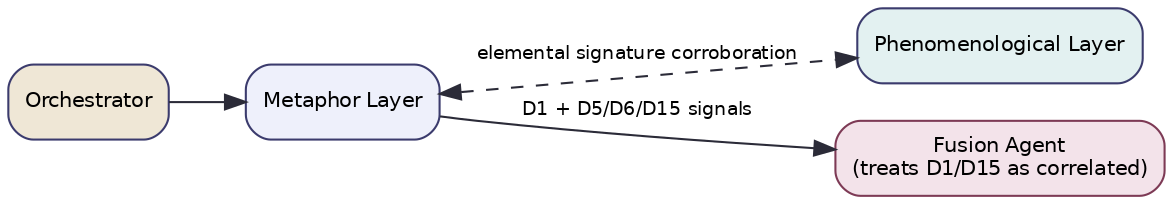 Orchestrator
Metaphor Layer
elemental signature corroboration
Phenomenological Layer
D1 + D5/D6/D15 signals
Fusion Agent
(treats D1/D15 as correlated)